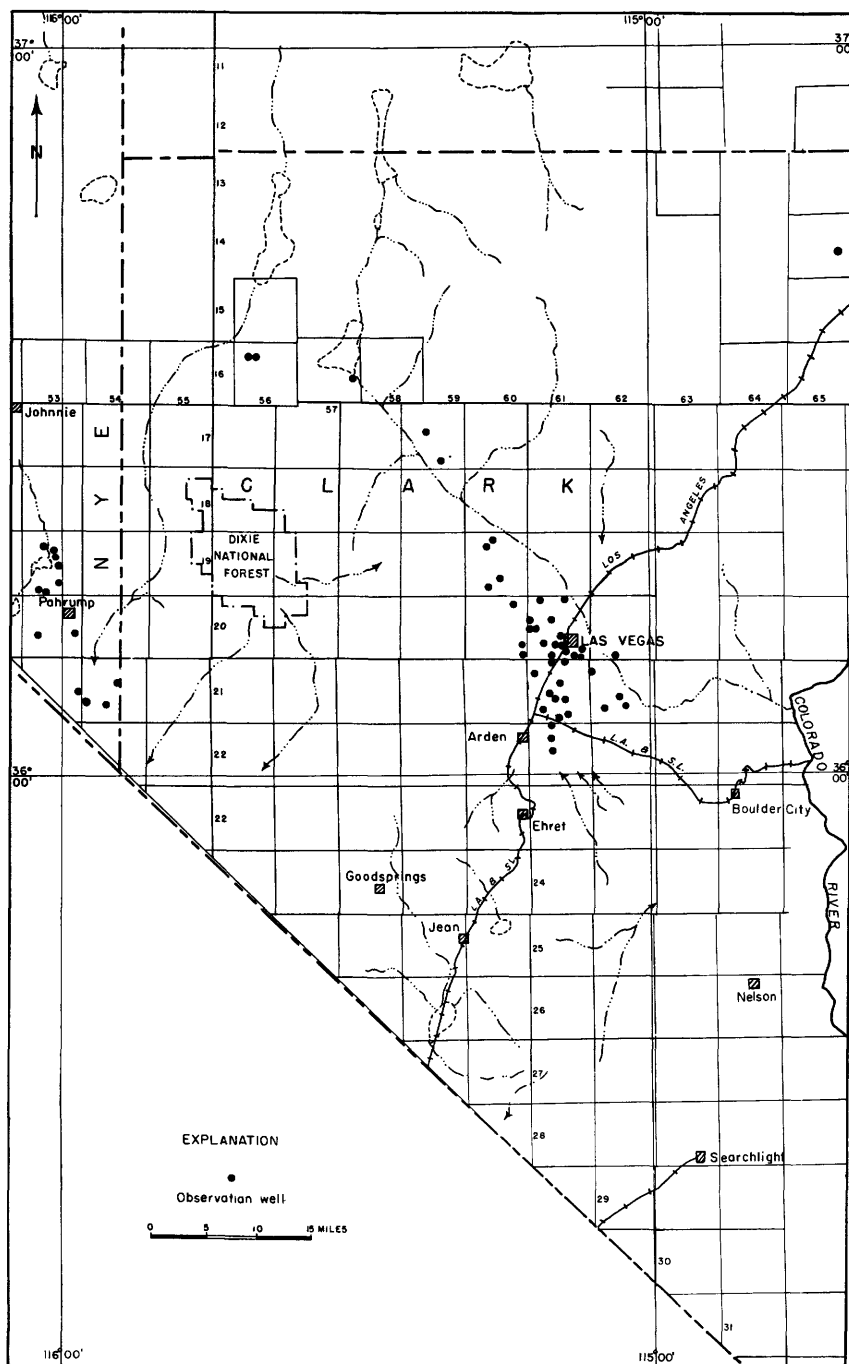 116°00'
115°00'
37°
00'
37°
00'
11
12
N
13
14
15
16
53
54
55
56
57
58
59
60
61
62
63
64
65
Johnnie
17
N Y E
C L A R K
18
DIXIE
NATIONAL
FOREST
19
LOS ANGELES
Pahrump
20
LAS VEGAS
21
Arden
L.A. & S.L.
22
COLORADO RIVER
36°
00'
36°
00'
Boulder City
22
Ehret
Goodsprings
L.A. & S.L.
24
Jean
25
Nelson
26
27
28
EXPLANATION
Observation well
Searchlight
0 5 10 15 MILES
29
30
31
116°00'
115°00'